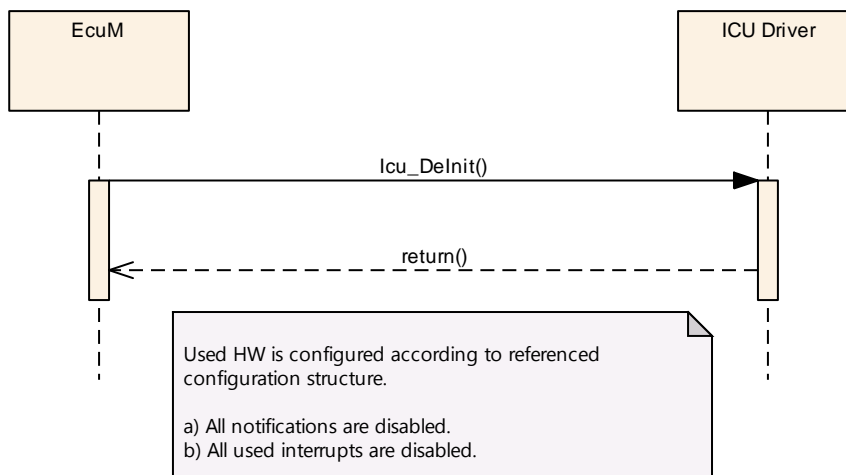 EcuM
ICU Driver
Icu_DeInit()
return()
Used HW is configured according to referenced
configuration structure.
a) All notifications are disabled.
b) All used interrupts are disabled.